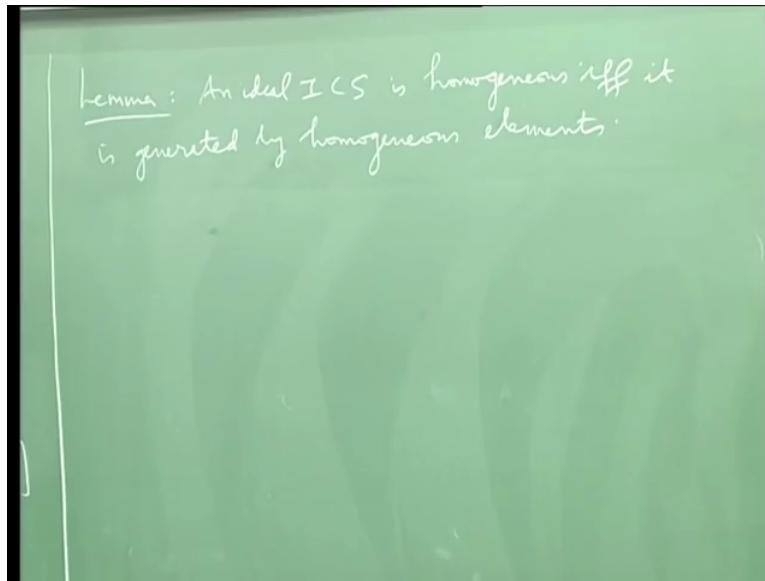 Lemma: An ideal I ⊂ S is homogeneous iff it
is generated by homogeneous elements.